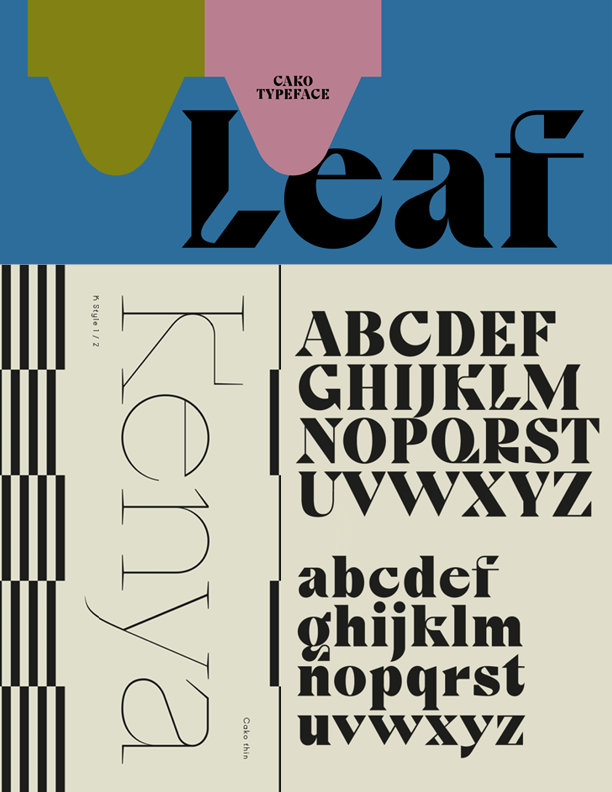 CAKO
TYPEFACE
Leaf
K Style 1 / 2
Kenya
Cako thin
ABCDEF
GHIJKLM
NOPQRST
UVWXYZ
abcdef
ghijklm
nopqrst
uvwxyz